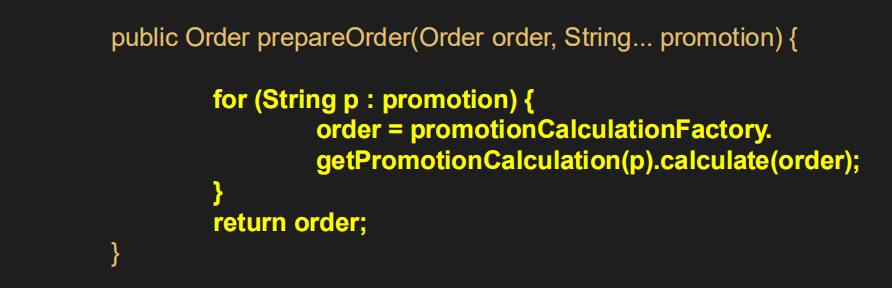 public Order prepareOrder(Order order, String... promotion) {
for (String p : promotion) {
order = promotionCalculationFactory.
getPromotionCalculation(p).calculate(order);
}
return order;
}